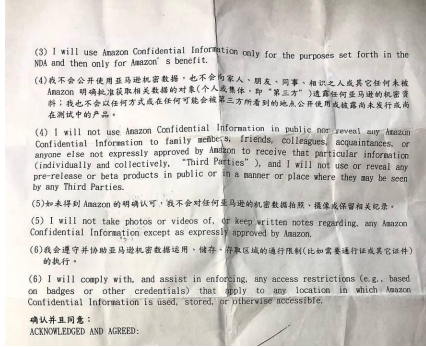 (3) I will use Amazon Confidential Information only for the purposes set forth in the
NDA and then only for Amazon's benefit.
(4)我不会公开使用亚马逊机密数据，也不会向家人、朋友、同事、相识之人或其它任何未被
Amazon 明确批准获取相关数据的对象(个人或集体，即“第三方”)透露任何亚马逊的机密资
料；我也不会以任何方式或在任何可能会被第三方所看到的地点公开使用或披露尚未发行或尚
在测试中的产品。
(4) I will not use Amazon Confidential Information in public nor reveal any Amazon
Confidential Information to family members, friends, colleagues, acquaintances, or
anyone else not expressly approved by Amazon to receive that particular information
(individually and collectively, "Third Parties"), and I will not use or reveal any
pre-release or beta products in public or in a manner or place where they may be seen
by any Third Parties.
(5)如未得到 Amazon 的明确认可，我不会对任何亚马逊的机密数据拍照、摄像或保留相关记录。
(5) I will not take photos or videos of, or keep written notes regarding, any Amazon
Confidential Information except as expressly approved by Amazon.
(6)我会遵守并协助亚马逊机密数据运用、储存、存取区域的通行限制(比如需要通行证或其它证件)
的执行。
(6) I will comply with, and assist in enforcing, any access restrictions (e.g., based
on badges or other credentials) that apply to any location in which Amazon
Confidential Information is used, stored, or otherwise accessible.
确认并且同意：
ACKNOWLEDGED AND AGREED: